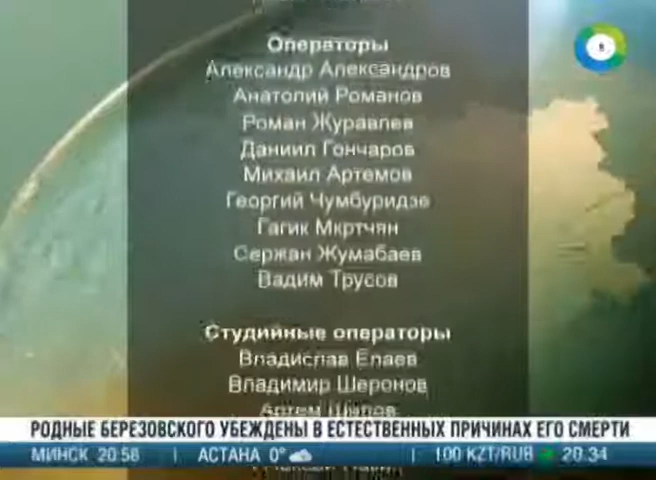 Операторы
Александр Александров
Анатолий Романов
Роман Журавлев
Даниил Гончаров
Михаил Артемов
Георгий Чумбуридзе
Гагик Мкртчян
Сержан Жумабаев
Вадим Трусов
Студийные операторы
Владислав Елаев
Владимир Шеронов
Артем
РОДНЫЕ БЕРЕЗОВСКОГО УБЕЖДЕНЫ В ЕСТЕСТВЕННЫХ ПРИЧИНАХ ЕГО СМЕРТИ
МИНСК 20:58 АСТАНА 0° 100 KZT/RUB 20.34